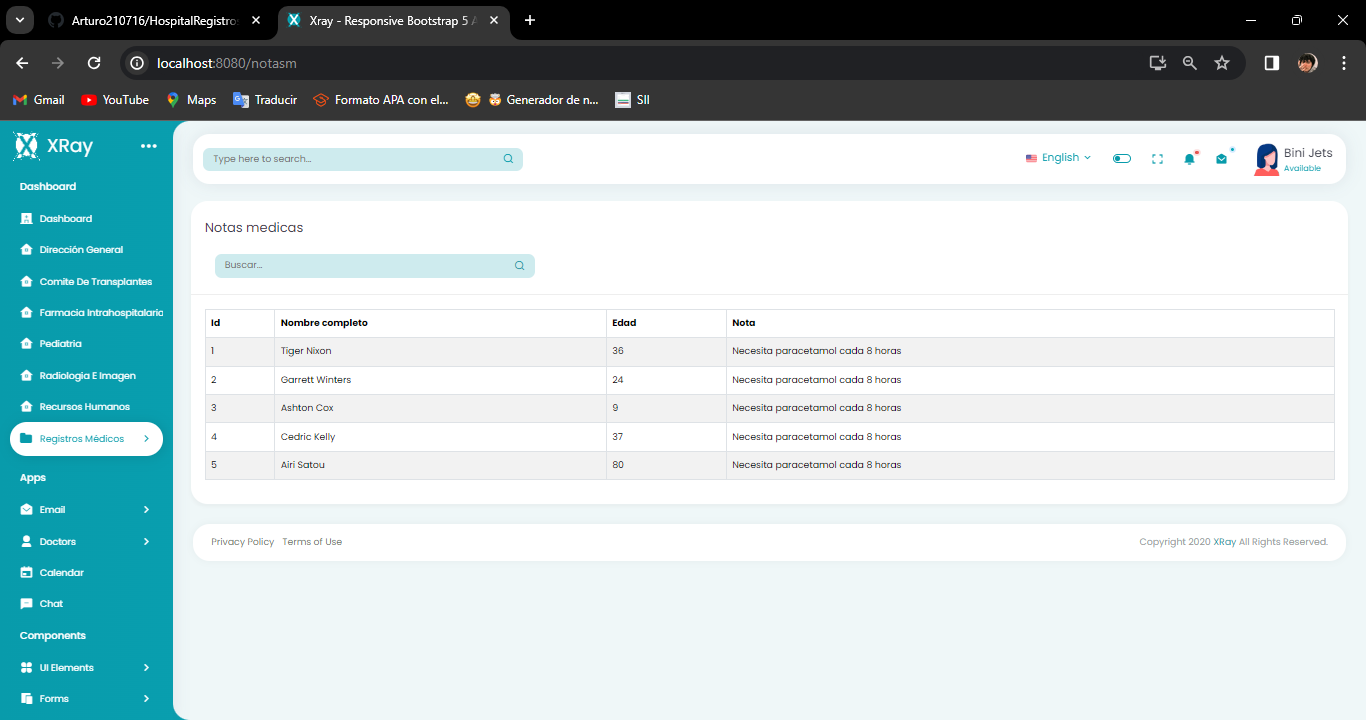 Arturo210716/HospitalRegistros
Xray - Responsive Bootstrap 5 A
localhost:8080/notasm
Gmail YouTube Maps Traducir Formato APA con el... Generador de n... SII
XRay
Type here to search...
English
Bini Jets
Available
Dashboard
Dashboard
Dirección General
Comite De Transplantes
Farmacia Intrahospitalaria
Pediatria
Radiologia E Imagen
Recursos Humanos
Registros Médicos
Apps
Email
Doctors
Calendar
Chat
Components
UI Elements
Forms
Notas medicas
Buscar...
Id Nombre completo Edad Nota
1 Tiger Nixon 36 Necesita paracetamol cada 8 horas
2 Garrett Winters 24 Necesita paracetamol cada 8 horas
3 Ashton Cox 9 Necesita paracetamol cada 8 horas
4 Cedric Kelly 37 Necesita paracetamol cada 8 horas
5 Airi Satou 80 Necesita paracetamol cada 8 horas
Privacy Policy Terms of Use
Copyright 2020 XRay All Rights Reserved.